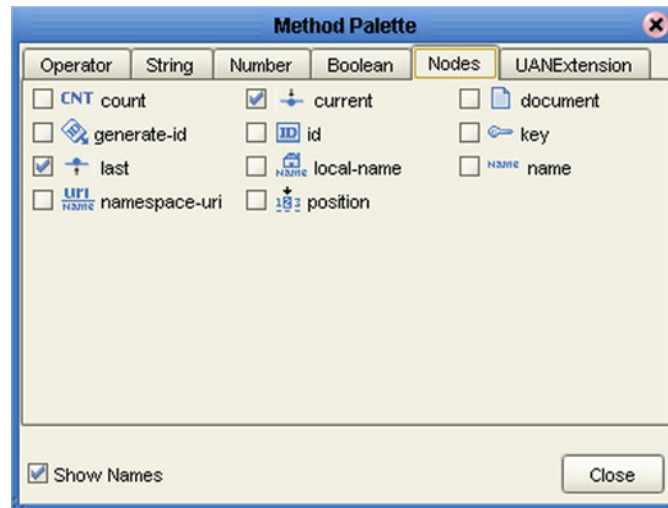 Method Palette
Operator String Number Boolean Nodes UANExtension
CNT count current document
generate-id ID id key
last NAME local-name NAME name
URI NAME namespace-uri 123 position
Show Names Close